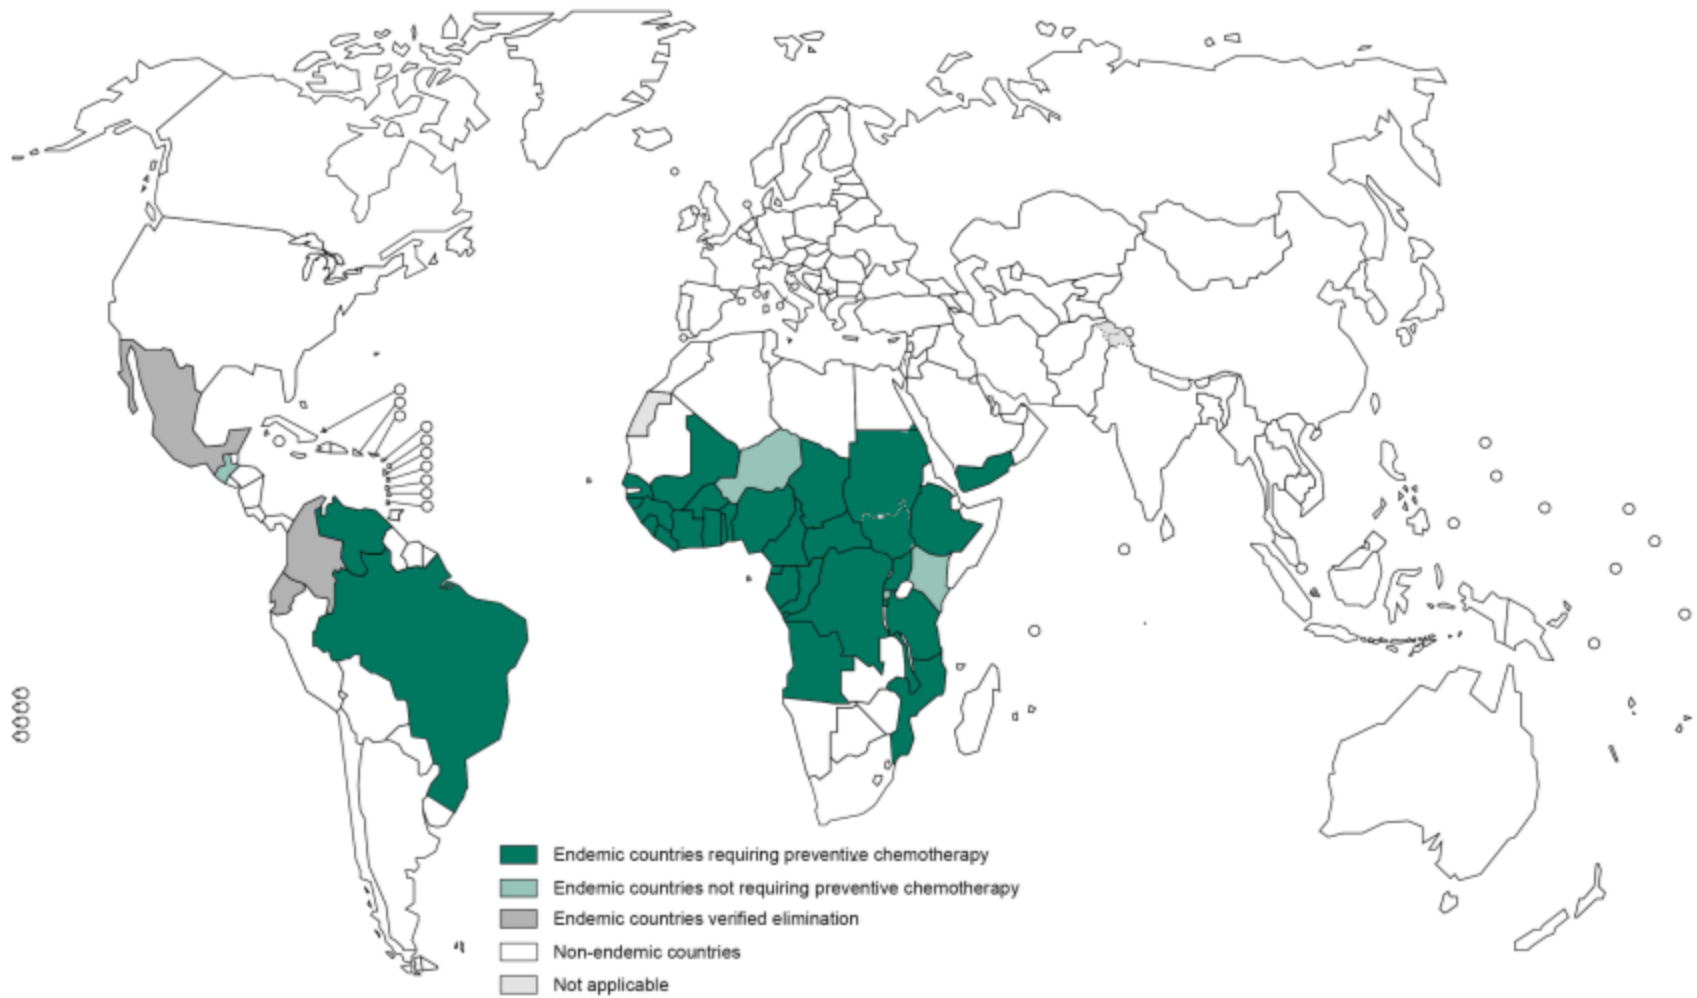 Endemic countries requiring preventive chemotherapy
Endemic countries not requiring preventive chemotherapy
Endemic countries verified elimination
Non-endemic countries
Not applicable